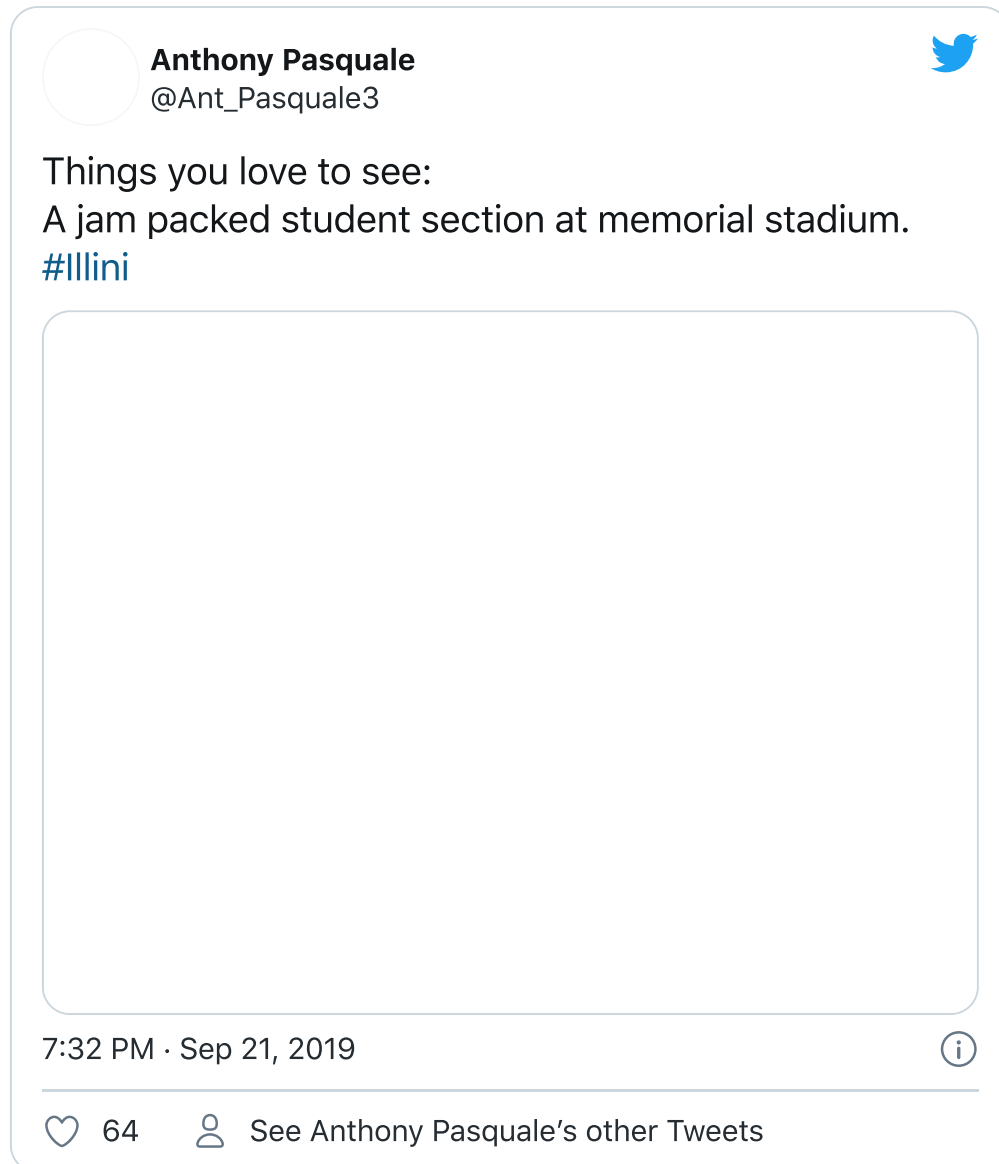 Anthony Pasquale
@Ant_Pasquale3
Things you love to see:
A jam packed student section at memorial stadium.
#Illini
7:32 PM · Sep 21, 2019
64
See Anthony Pasquale’s other Tweets